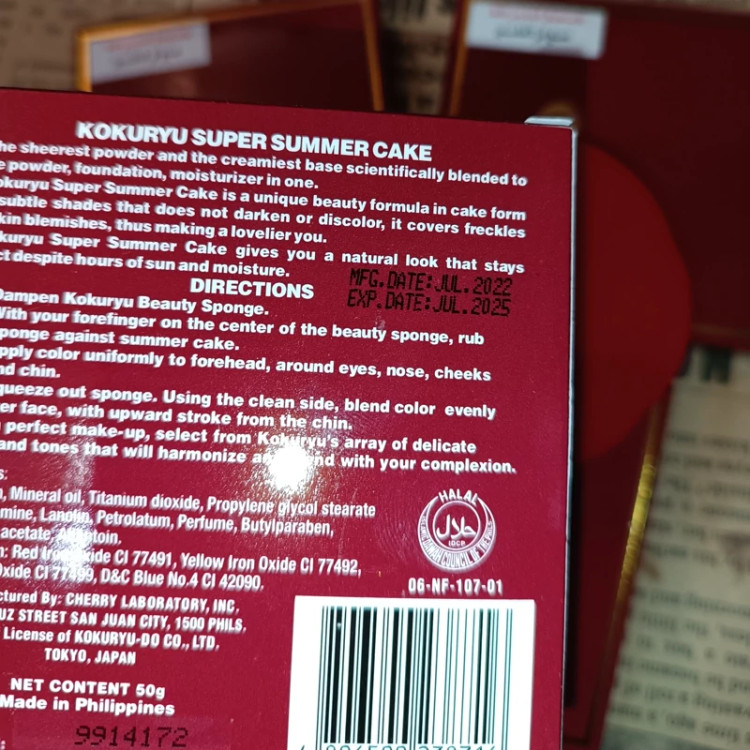 KOKURYU SUPER SUMMER CAKE
he sheerest powder and the creamiest base scientifically blended to
e powder, foundation, moisturizer in one.
okuryu Super Summer Cake is a unique beauty formula in cake form
subtle shades that does not darken or discolor, it covers freckles
kin blemishes, thus making a lovelier you.
kuryu Super Summer Cake gives you a natural look that stays
ct despite hours of sun and moisture.
MFG.DATE:JUL.2022
EXP.DATE:JUL.2025
DIRECTIONS
Dampen Kokuryu Beauty Sponge.
With your forefinger on the center of the beauty sponge, rub
ponge against summer cake.
pply color uniformly to forehead, around eyes, nose, cheeks
nd chin.
queeze out sponge. Using the clean side, blend color evenly
er face, with upward stroke from the chin.
perfect make-up, select from Kokuryu's array of delicate
and tones that will harmonize and with your complexion.
s:
Mineral oil, Titanium dioxide, Propylene glycol stearate
mine, Lanolin, Petrolatum, Perfume, Butylparaben,
acetate,
n: Red Iron Oxide CI 77491, Yellow Iron Oxide CI 77492,
Oxide CI 77499, D&C Blue No.4 CI 42090.
HALAL
حلال
IDCP
06-NF-107-01
ctured By: CHERRY LABORATORY, INC.
UZ STREET SAN JUAN CITY, 1500 PHILS.
License of KOKURYU-DO CO., LTD.
TOKYO, JAPAN
NET CONTENT 50g
Made in Philippines
9914172